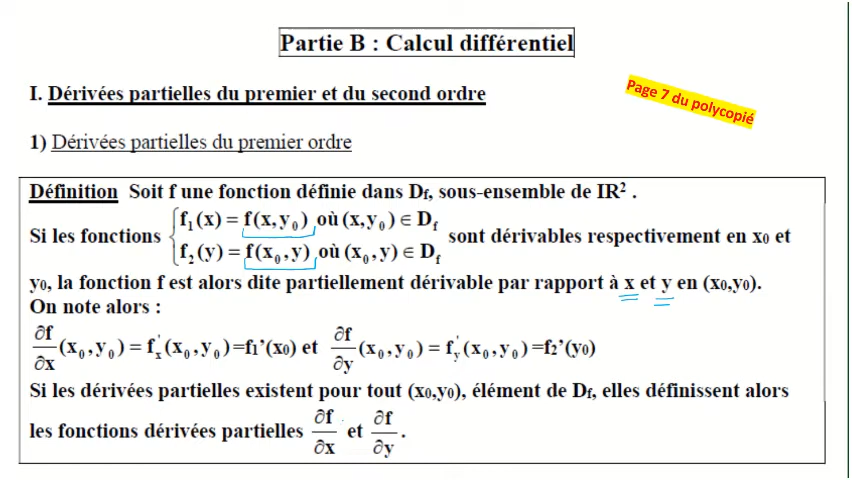 Partie B : Calcul différentiel
I. Dérivées partielles du premier et du second ordre
Page 7 du polycopié
1) Dérivées partielles du premier ordre
Définition Soit f une fonction définie dans Df, sous-ensemble de IR² .
Si les fonctions { f₁(x) = f(x, y₀) où (x, y₀) ∈ Df
f₂(y) = f(x₀, y) où (x₀, y) ∈ Df sont dérivables respectivement en x₀ et
y₀, la fonction f est alors dite partiellement dérivable par rapport à x et y en (x₀,y₀).
On note alors :
∂f/∂x (x₀, y₀) = f'ₓ(x₀, y₀)=f₁’(x₀) et ∂f/∂y (x₀, y₀) = f'y(x₀, y₀)=f₂’(y₀)
Si les dérivées partielles existent pour tout (x₀,y₀), élément de Df, elles définissent alors
les fonctions dérivées partielles ∂f/∂x et ∂f/∂y .